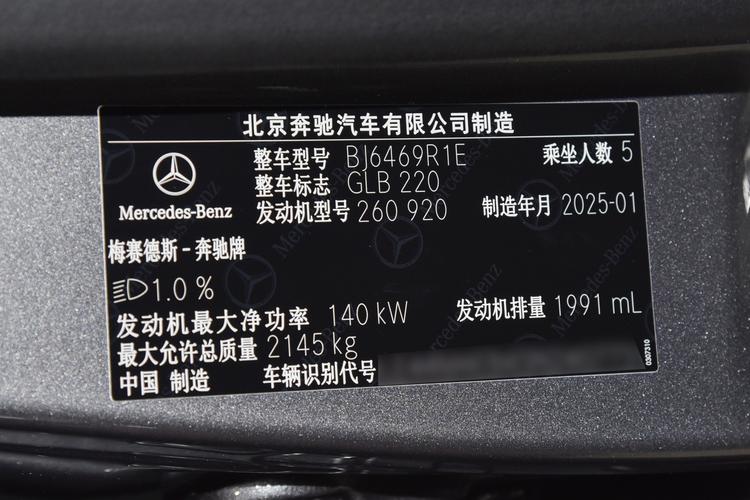 北京奔驰汽车有限公司制造
整车型号 BJ6469R1E 乘坐人数 5
整车标志 GLB 220
发动机型号 260 920 制造年月 2025-01
Mercedes-Benz
梅赛德斯-奔驰牌
1.0 %
发动机最大净功率 140 kW 发动机排量 1991 mL
最大允许总质量 2145 kg
中国 制造 车辆识别代号
0307310